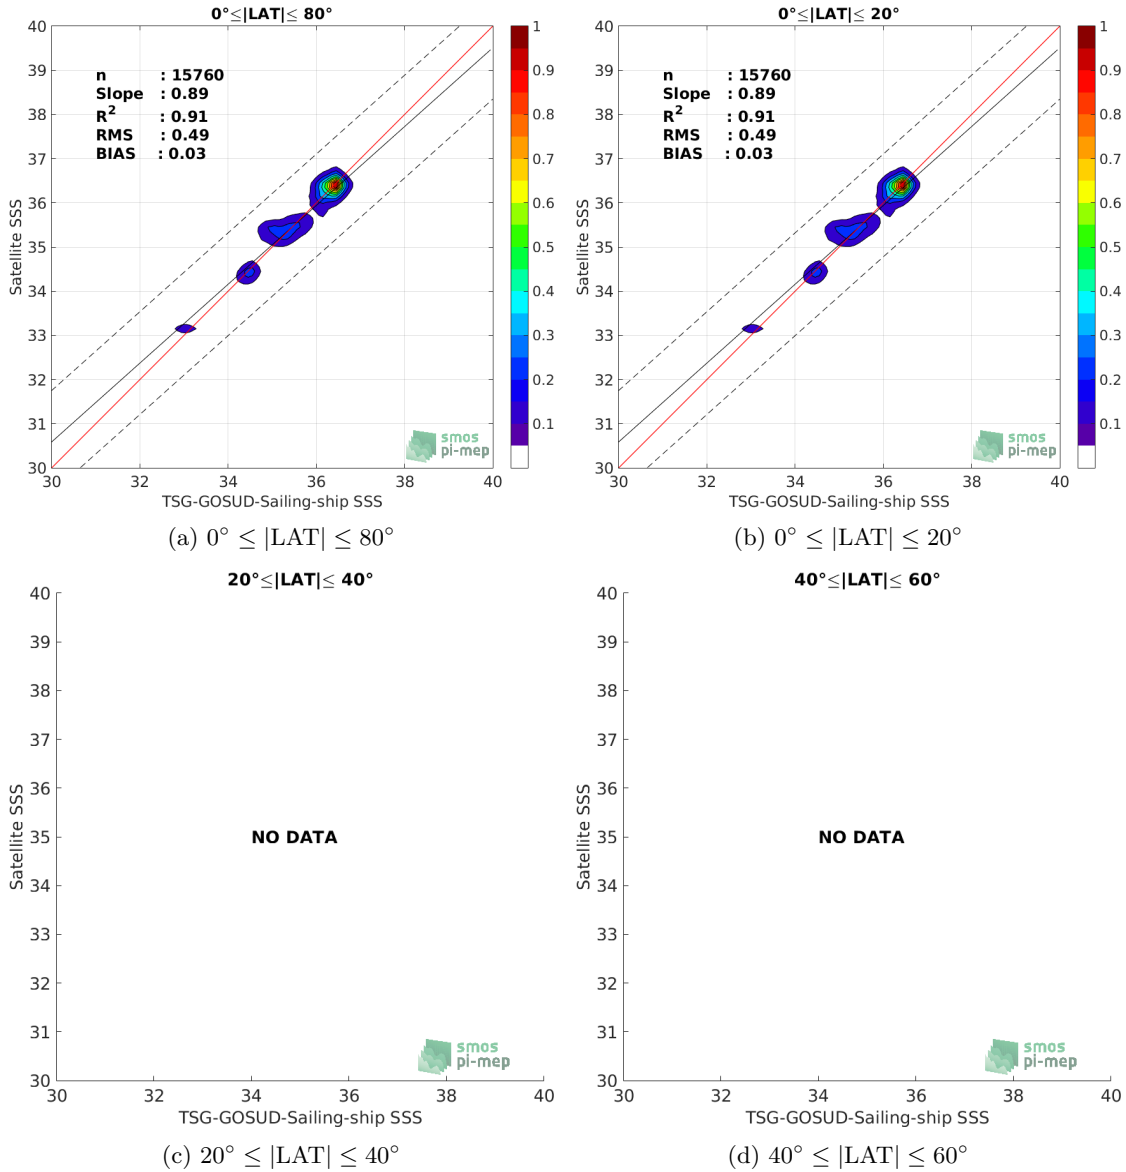 0°≤|LAT|≤ 80°
40
39
38
37
36
35
34
33
32
31
30
30
32
34
36
38
40
n : 15760
Slope : 0.89
R² : 0.91
RMS : 0.49
BIAS : 0.03
1
0.9
0.8
0.7
0.6
0.5
0.4
0.3
0.2
0.1
Satellite SSS
TSG-GOSUD-Sailing-ship SSS
smos
pi-mep
(a) 0° ≤ |LAT| ≤ 80°
0°≤|LAT|≤ 20°
40
39
38
37
36
35
34
33
32
31
30
30
32
34
36
38
40
n : 15760
Slope : 0.89
R² : 0.91
RMS : 0.49
BIAS : 0.03
1
0.9
0.8
0.7
0.6
0.5
0.4
0.3
0.2
0.1
Satellite SSS
TSG-GOSUD-Sailing-ship SSS
smos
pi-mep
(b) 0° ≤ |LAT| ≤ 20°
20°≤|LAT|≤ 40°
40
39
38
37
36
35
34
33
32
31
30
30
32
34
36
38
40
NO DATA
Satellite SSS
TSG-GOSUD-Sailing-ship SSS
smos
pi-mep
(c) 20° ≤ |LAT| ≤ 40°
40°≤|LAT|≤ 60°
40
39
38
37
36
35
34
33
32
31
30
30
32
34
36
38
40
NO DATA
Satellite SSS
TSG-GOSUD-Sailing-ship SSS
smos
pi-mep
(d) 40° ≤ |LAT| ≤ 60°